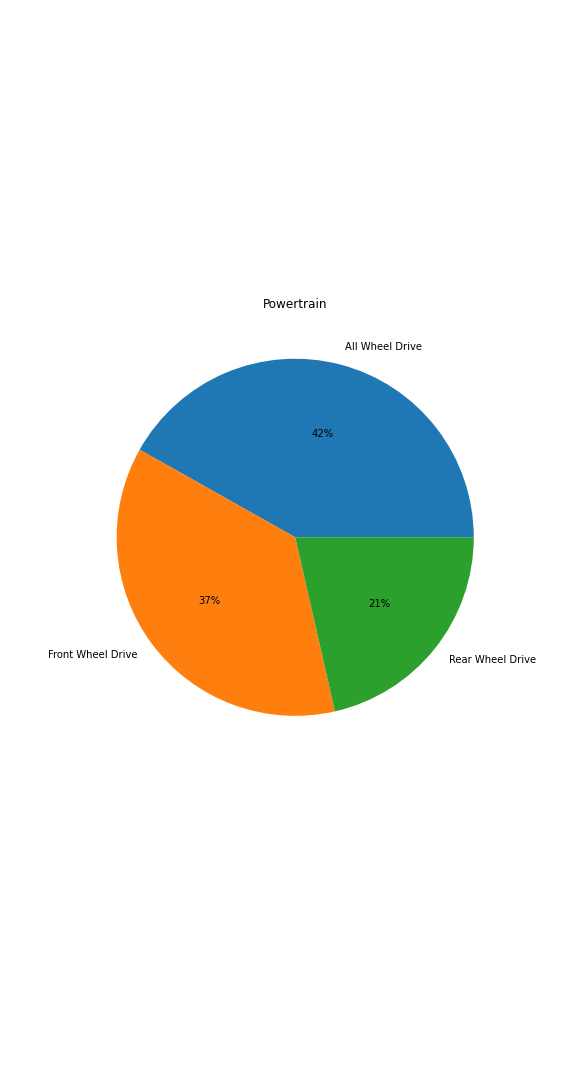 Powertrain
All Wheel Drive
42%
37%
21%
Front Wheel Drive
Rear Wheel Drive